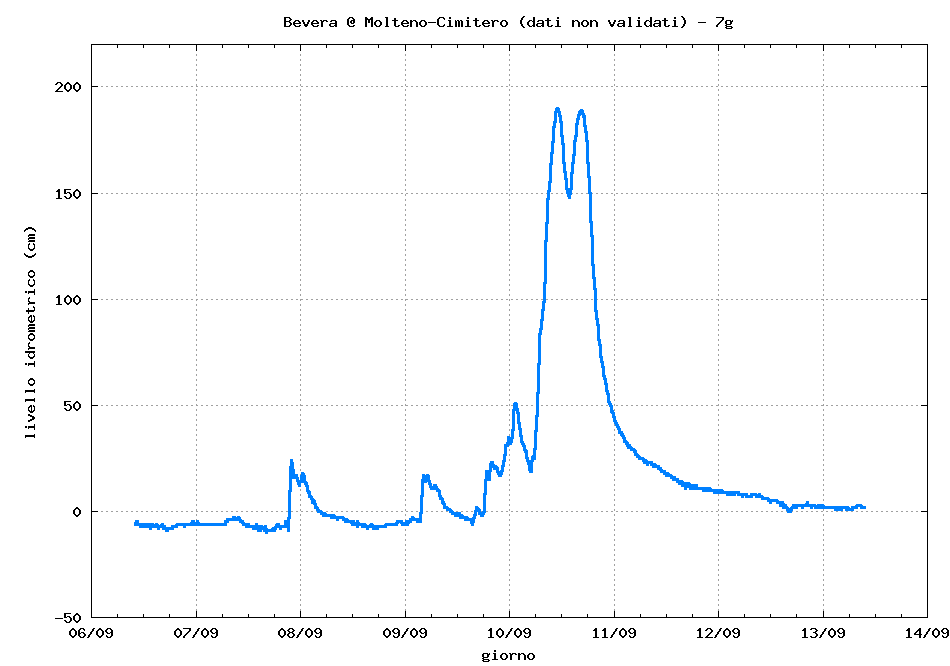 Bevera @ Molteno-Cimitero (dati non validati) - 7g
livello idrometrico (cm)
200
150
100
50
0
-50
06/09 07/09 08/09 09/09 10/09 11/09 12/09 13/09 14/09
giorno